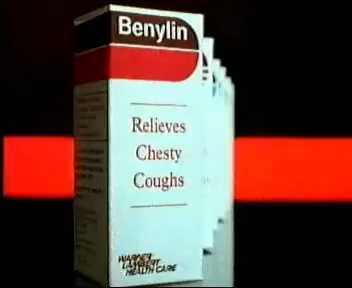 Benylin
Relieves
Chesty
Coughs
WARNER
LAMBERT
HEALTH CARE